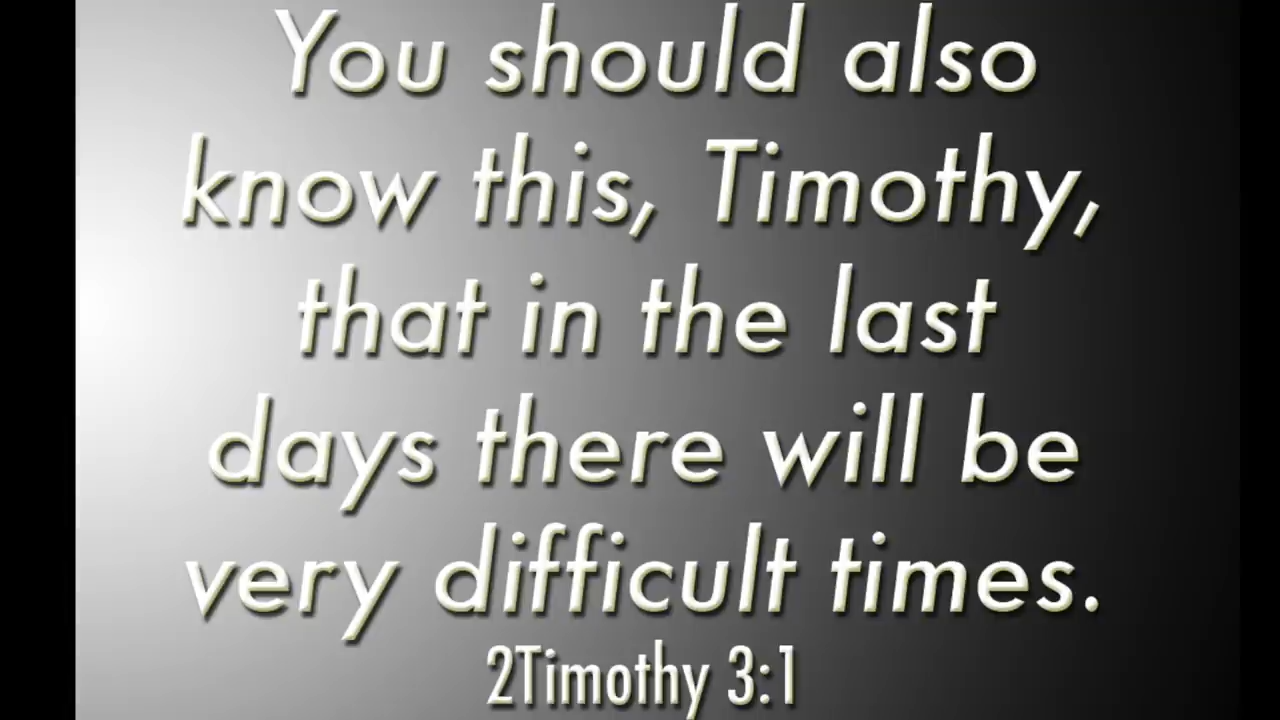 You should also
know this, Timothy,
that in the last
days there will be
very difficult times.
2Timothy 3:1